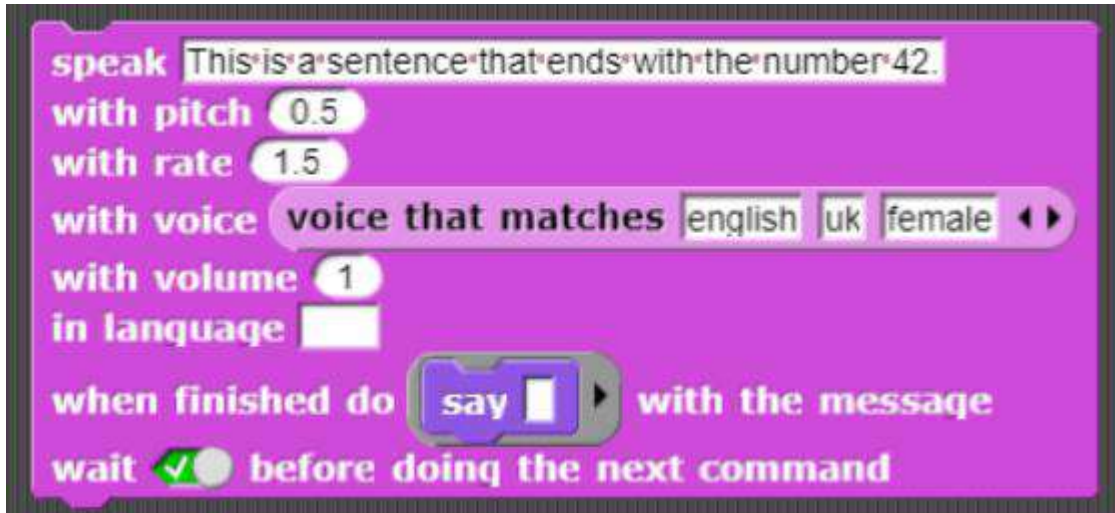 speak This is a sentence that ends with the number 42.
with pitch 0.5
with rate 1.5
with voice voice that matches english uk female
with volume 1
in language
when finished do say with the message
wait before doing the next command